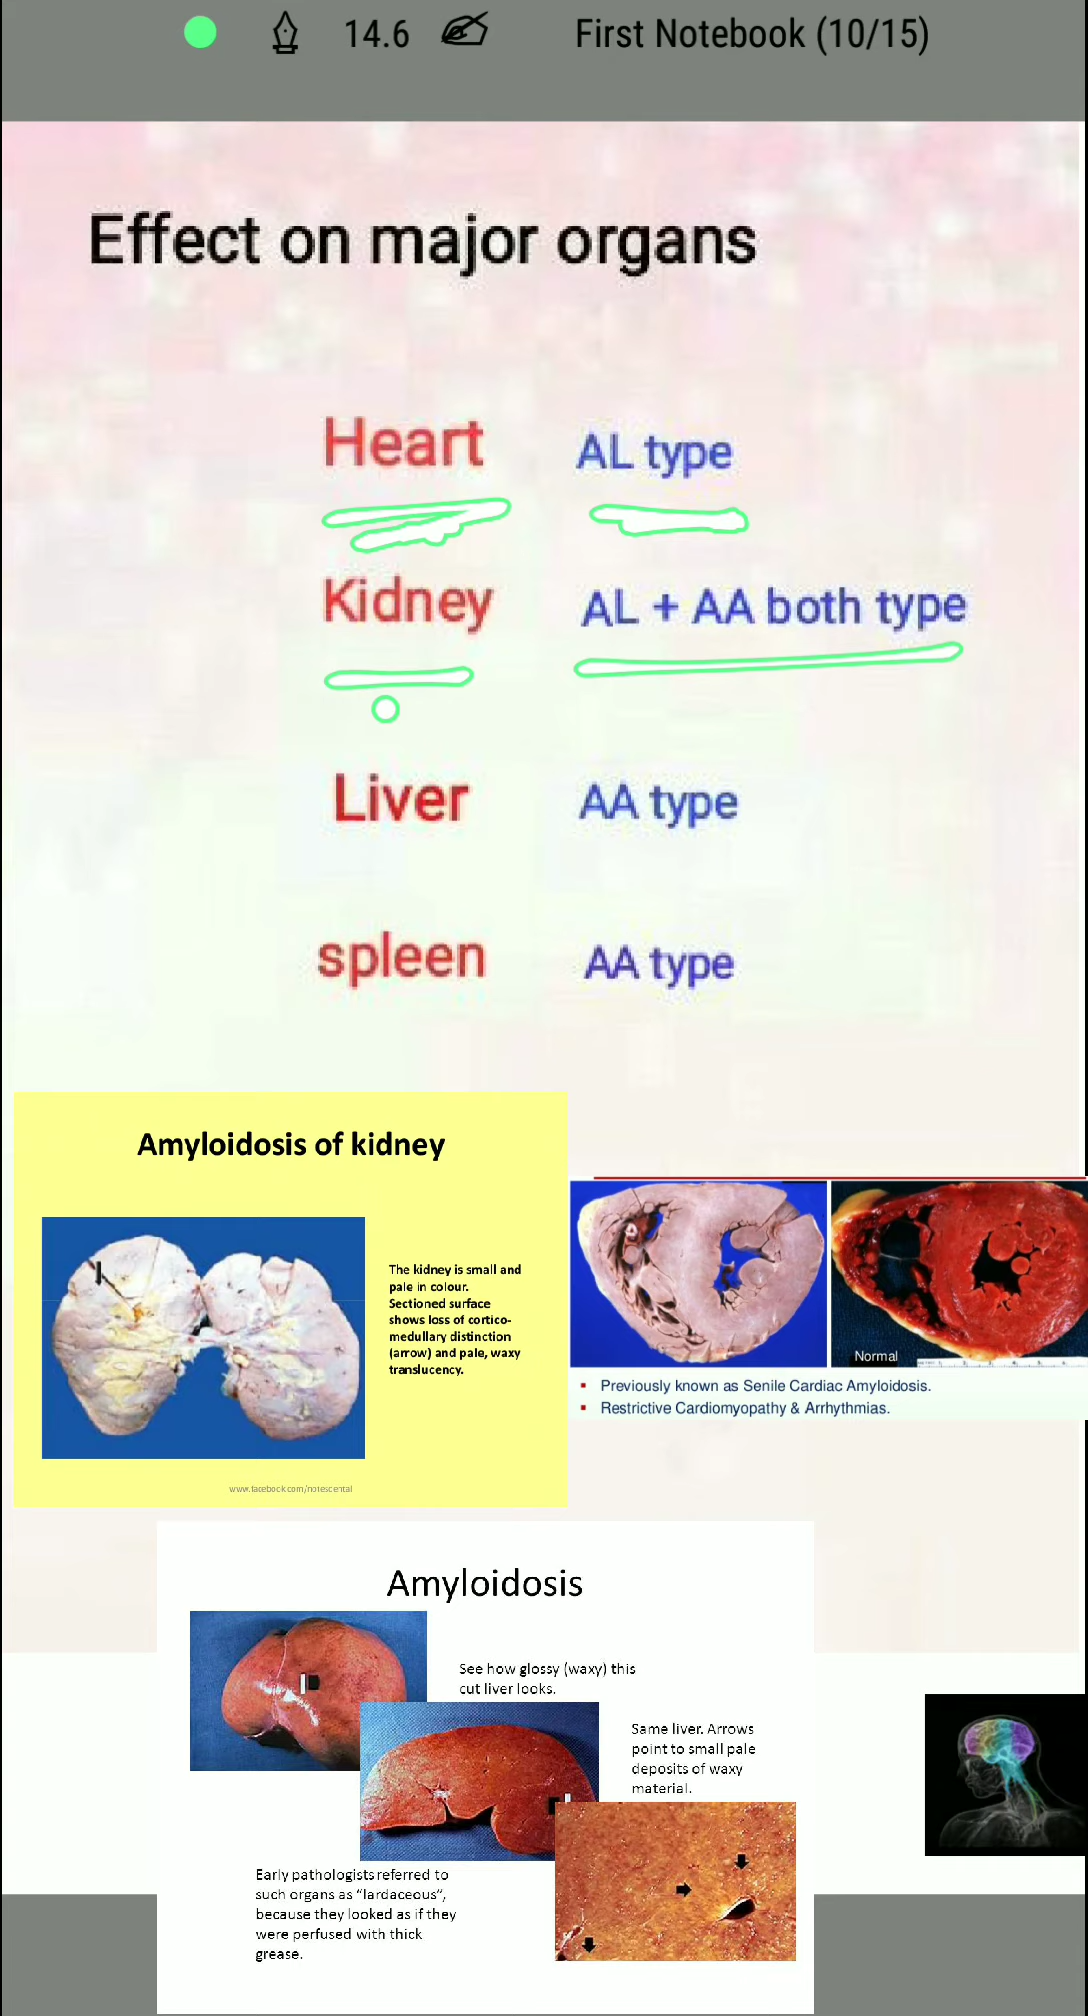 14.6 First Notebook (10/15)
Effect on major organs
Heart AL type
Kidney AL + AA both type
Liver AA type
spleen AA type
Amyloidosis of kidney
The kidney is small and
pale in colour.
Sectioned surface
shows loss of cortico-
medullary distinction
(arrow) and pale, waxy
translucency.
www.facebook.com/notesdental
Normal
Previously known as Senile Cardiac Amyloidosis.
Restrictive Cardiomyopathy & Arrhythmias.
Amyloidosis
See how glossy (waxy) this
cut liver looks.
Same liver. Arrows
point to small pale
deposits of waxy
material.
Early pathologists referred to
such organs as “lardaceous”,
because they looked as if they
were perfused with thick
grease.